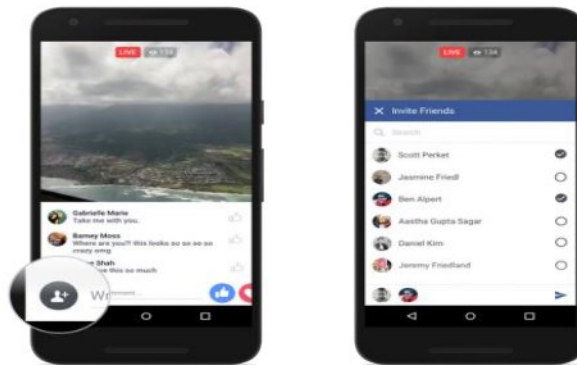 LIVE 134
Gabrielle Marie
Take me with you.
Barney Moss
Where are you?! this looks so so so so
crazy omg
Shah
this so much
Wr
LIVE 134
Invite Friends
Search
Scott Perket
Jasmine Friedl
Ben Alpert
Aastha Gupta Sagar
Daniel Kim
Jeremy Friedland